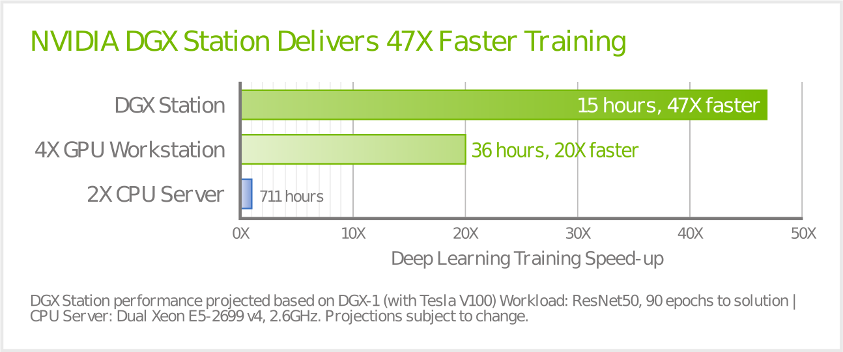 NVIDIA DGX Station Delivers 47X Faster Training
DGX Station
15 hours, 47X faster
4X GPU Workstation
36 hours, 20X faster
2X CPU Server
711 hours
0X 10X 20X 30X 40X 50X
Deep Learning Training Speed-up
DGX Station performance projected based on DGX-1 (with Tesla V100) Workload: ResNet50, 90 epochs to solution |
CPU Server: Dual Xeon E5-2699 v4, 2.6GHz. Projections subject to change.